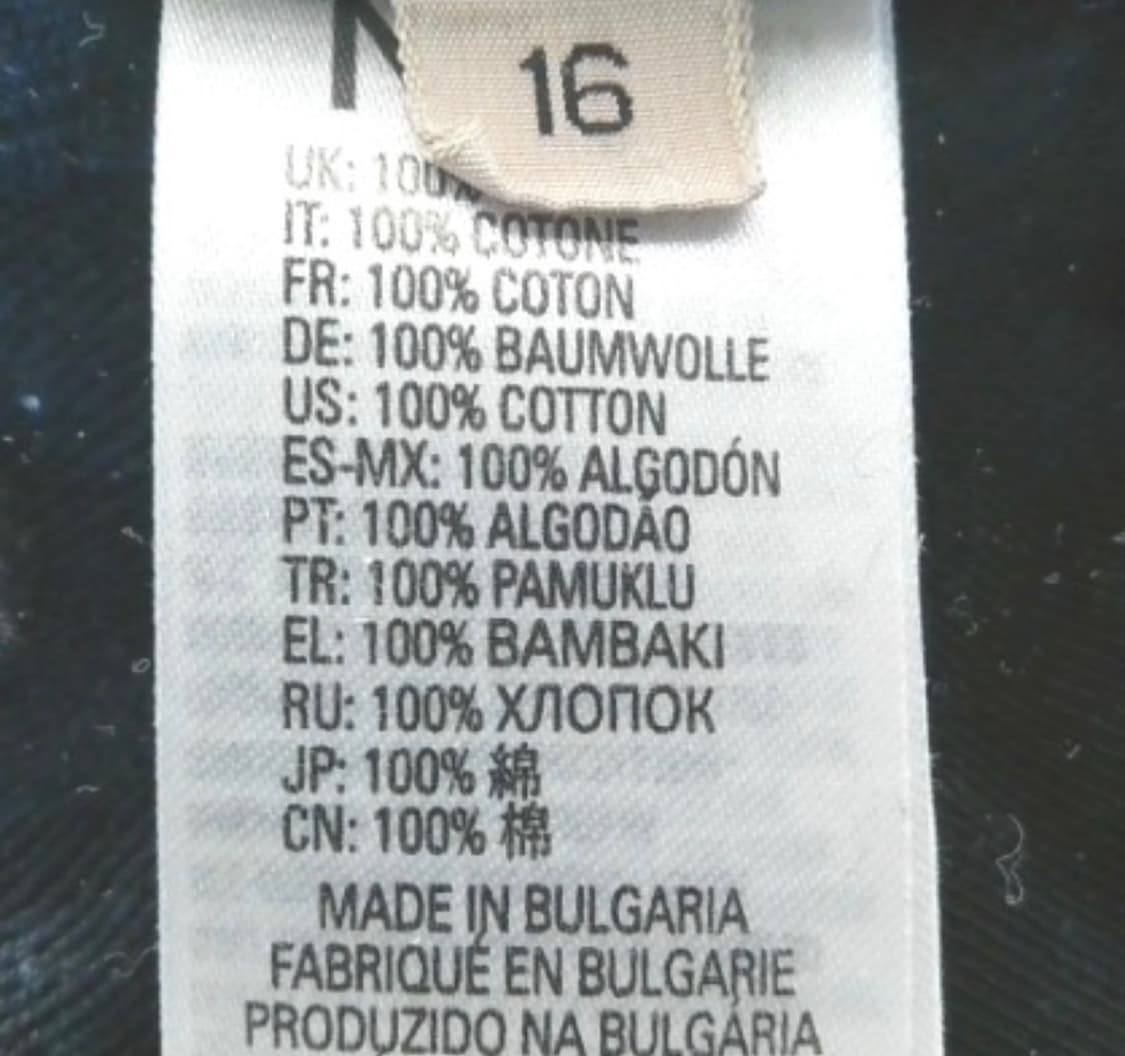 16
UK: 100%
IT: 100% COTONE
FR: 100% COTON
DE: 100% BAUMWOLLE
US: 100% COTTON
ES-MX: 100% ALGODÓN
PT: 100% ALGODÃO
TR: 100% PAMUKLU
EL: 100% BAMBAKI
RU: 100% ХЛОПОК
JP: 100% 綿
CN: 100% 棉
MADE IN BULGARIA
FABRIQUÉ EN BULGARIE
PRODUZIDO NA BULGÁRIA